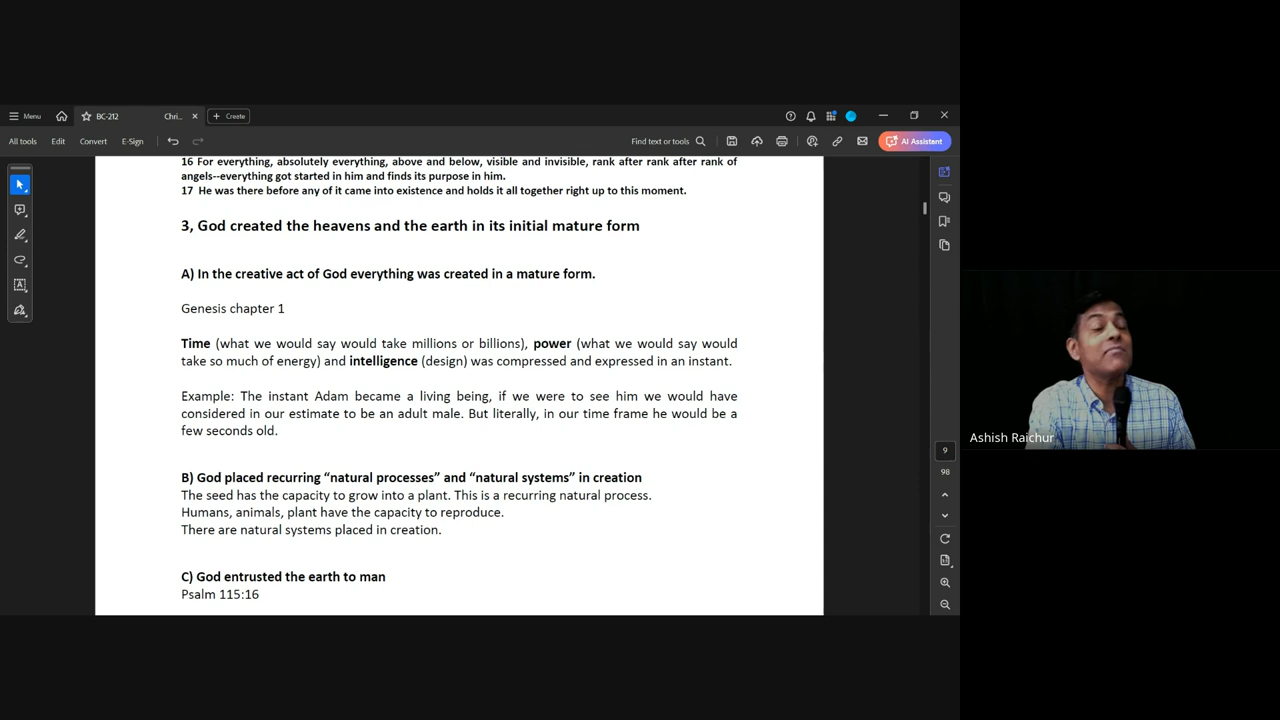 Menu
BC-212
Chri...
Create
All tools
Edit
Convert
E-Sign
Find text or tools
AI Assistant
16 For everything, absolutely everything, above and below, visible and invisible, rank after rank after rank of
angels--everything got started in him and finds its purpose in him.
17 He was there before any of it came into existence and holds it all together right up to this moment.
3, God created the heavens and the earth in its initial mature form
A) In the creative act of God everything was created in a mature form.
Genesis chapter 1
Time (what we would say would take millions or billions), power (what we would say would
take so much of energy) and intelligence (design) was compressed and expressed in an instant.
Example: The instant Adam became a living being, if we were to see him we would have
considered in our estimate to be an adult male. But literally, in our time frame he would be a
few seconds old.
B) God placed recurring “natural processes” and “natural systems” in creation
The seed has the capacity to grow into a plant. This is a recurring natural process.
Humans, animals, plant have the capacity to reproduce.
There are natural systems placed in creation.
C) God entrusted the earth to man
Psalm 115:16
9
98
Ashish Raichur